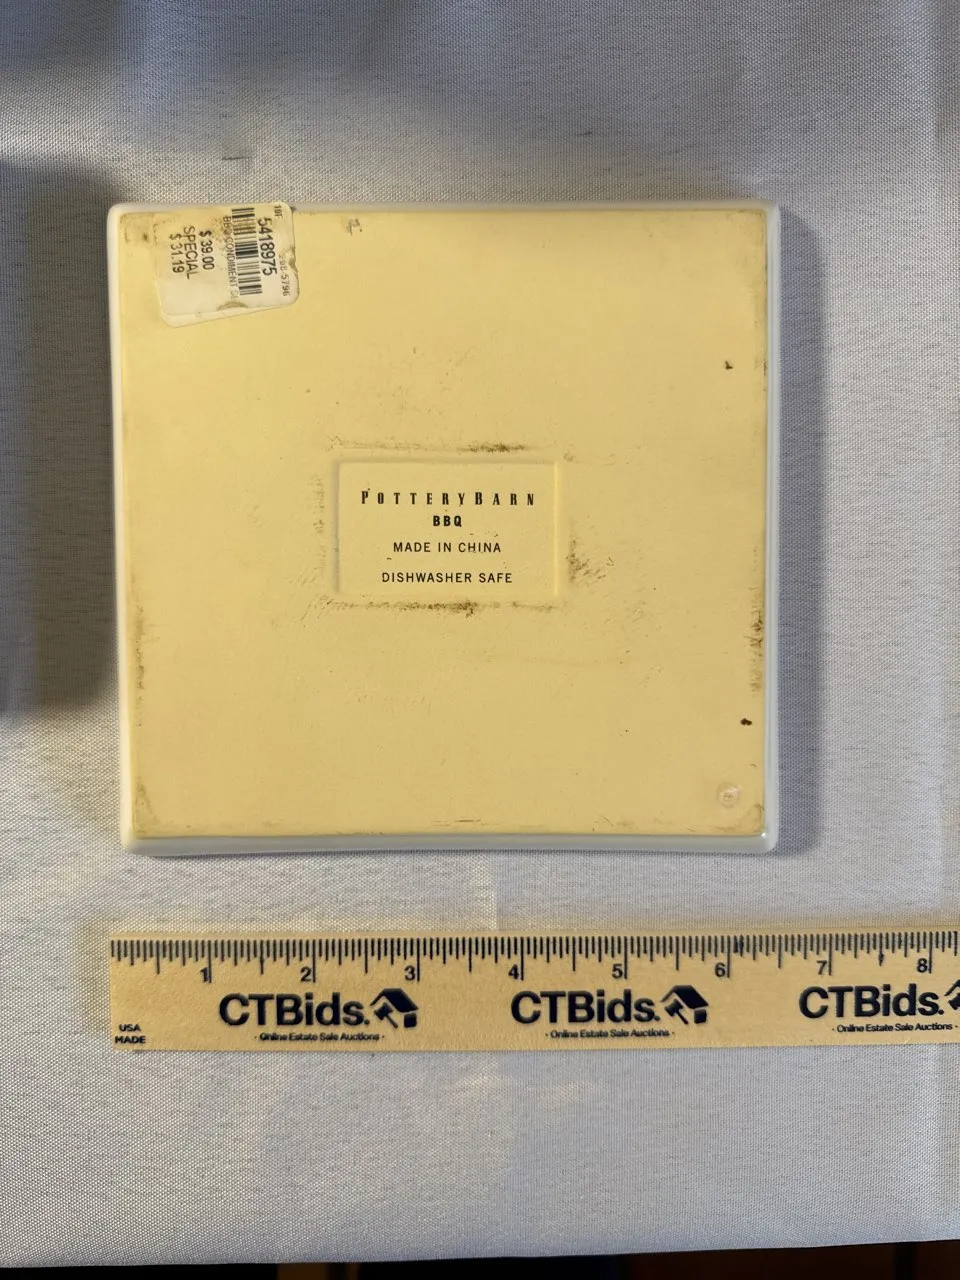 5418975
BBQ CONDIMENT
$ 39.00
SPECIAL
$ 31.19
POTTERYBARN
BBQ
MADE IN CHINA
DISHWASHER SAFE
1 2 3 4 5 6 7 8
CTBids. CTBids. CTBids.
· Online Estate Sale Auctions · · Online Estate Sale Auctions · · Online Estate Sale Auctions ·
USA
MADE